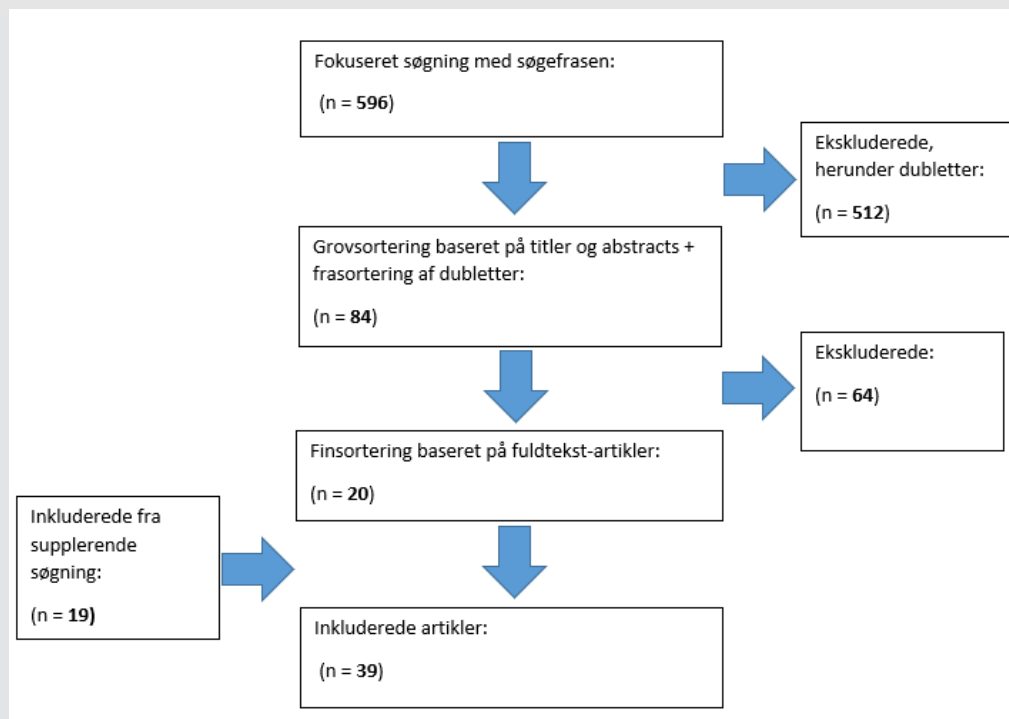 Fokuseret søgning med søgefrasen:
(n = 596)
Ekskluderede,
herunder dubletter:
(n = 512)
Grovsortering baseret på titler og abstracts +
frasortering af dubletter:
(n = 84)
Ekskluderede:
(n = 64)
Finsortering baseret på fuldtekst-artikler:
(n = 20)
Inkluderede fra
supplerende
søgning:
(n = 19)
Inkluderede artikler:
(n = 39)